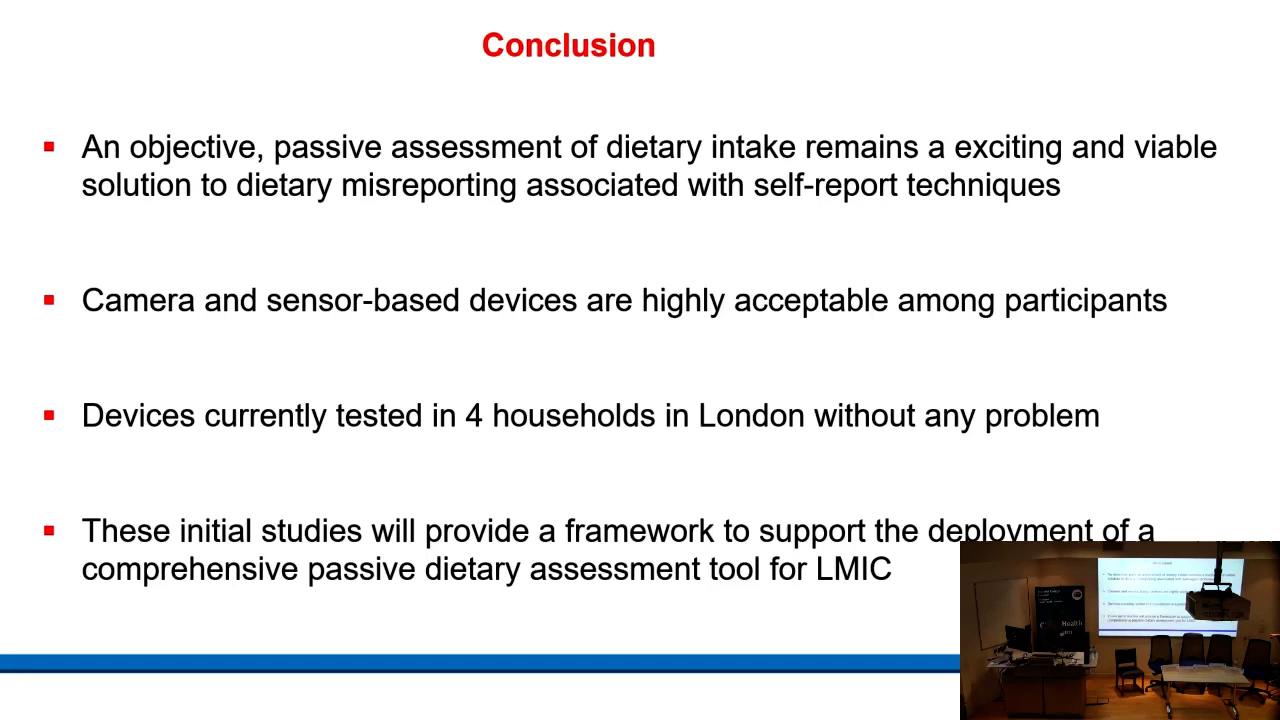 Conclusion
▪ An objective, passive assessment of dietary intake remains a exciting and viable
solution to dietary misreporting associated with self-report techniques
▪ Camera and sensor-based devices are highly acceptable among participants
▪ Devices currently tested in 4 households in London without any problem
▪ These initial studies will provide a framework to support the deployment of a
comprehensive passive dietary assessment tool for LMIC
Health